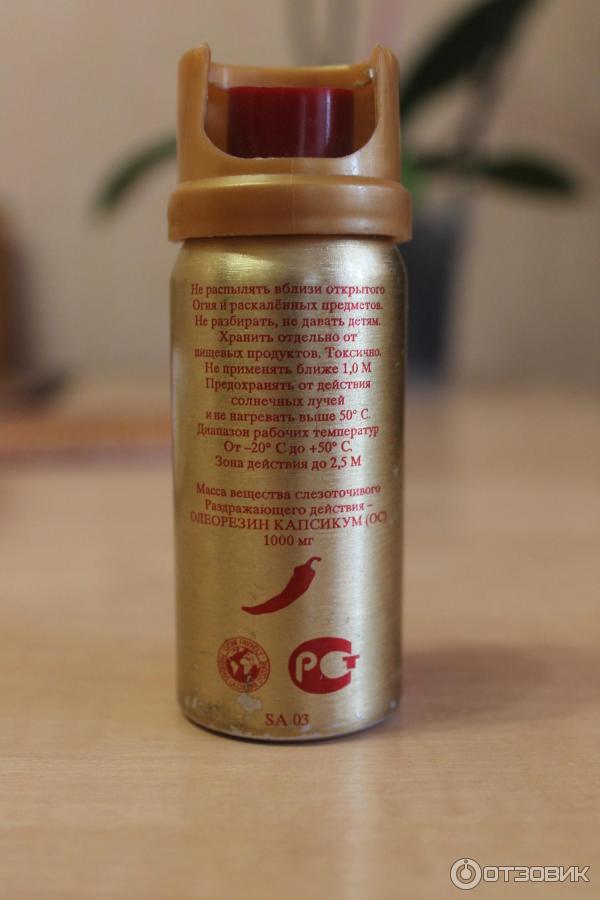 Не распылять вблизи открытого
Огня и раскалённых предметов.
Не разбирать, не давать детям.
Хранить отдельно от
пищевых продуктов. Токсично.
Не применять ближе 1,0 М
Предохранять от действия
солнечных лучей
и не нагревать выше 50° С.
Диапазон рабочих температур
От –20° С до +50° С.
Зона действия до 2,5 М
Масса вещества слезоточивого
Раздражающего действия –
ОЛЕОРЕЗИН КАПСИКУМ (ОС)
1000 мг
РСТ
SA 03
ОТЗОВИК